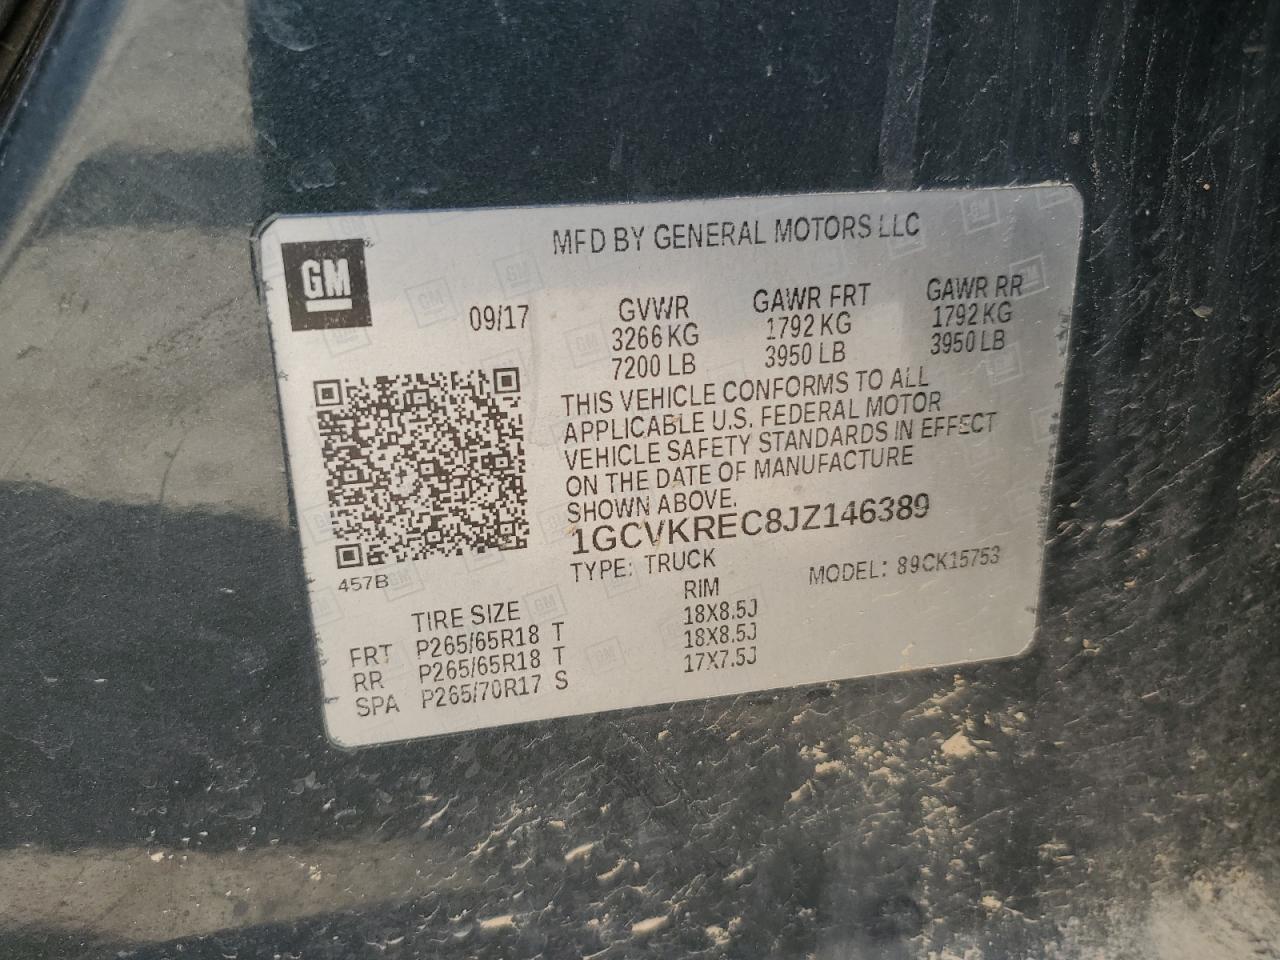 MFD BY GENERAL MOTORS LLC
GM
09/17
GVWR GAWR FRT GAWR RR
3266 KG 1792 KG 1792 KG
7200 LB 3950 LB 3950 LB
THIS VEHICLE CONFORMS TO ALL
APPLICABLE U.S. FEDERAL MOTOR
VEHICLE SAFETY STANDARDS IN EFFECT
ON THE DATE OF MANUFACTURE
SHOWN ABOVE.
1GCVKREC8JZ146389
457B
TYPE: TRUCK MODEL: 89CK15753
TIRE SIZE RIM
FRT P265/65R18 T 18X8.5J
RR P265/65R18 T 18X8.5J
SPA P265/70R17 S 17X7.5J